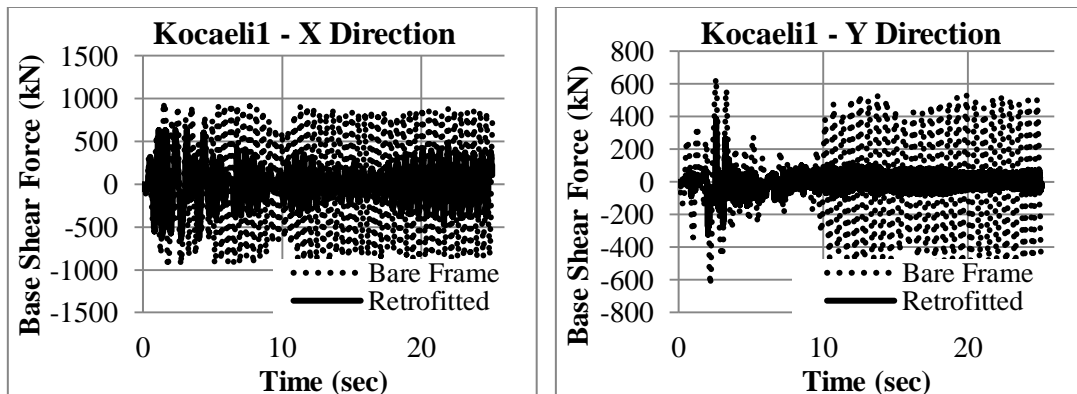 Kocaeli1 - X Direction
Base Shear Force (kN)
1500
1000
500
0
-500
-1000
-1500
Bare Frame
Retrofitted
0
10
20
Time (sec)
Kocaeli1 - Y Direction
Base Shear Force (kN)
800
600
400
200
0
-200
-400
-600
-800
Bare Frame
Retrofitted
0
10
20
Time (sec)